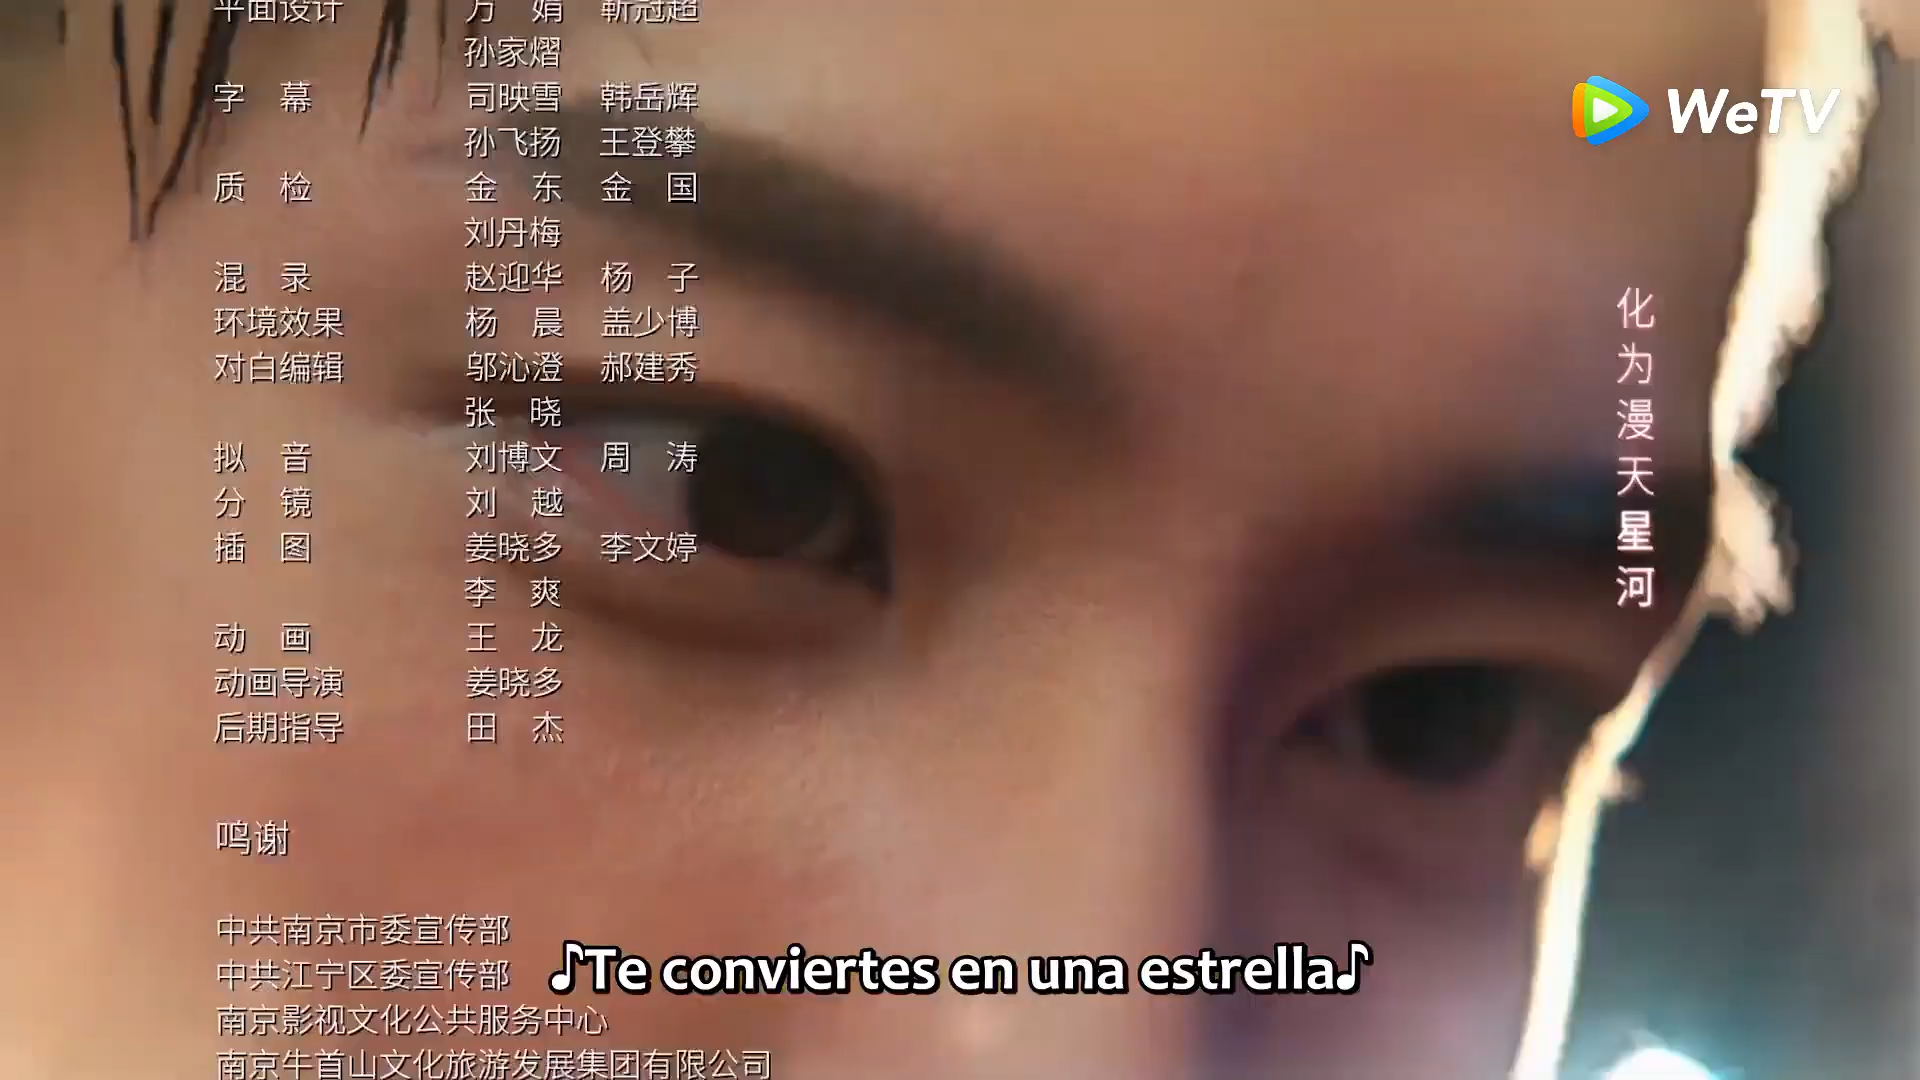 平面设计 万 娟 靳冠超
孙家熠
字 幕 司映雪 韩岳辉
孙飞扬 王登攀
质 检 金 东 金 国
刘丹梅
混 录 赵迎华 杨 子
环境效果 杨 晨 盖少博
对白编辑 邬沁澄 郝建秀
张 晓
拟 音 刘博文 周 涛
分 镜 刘 越
插 图 姜晓多 李文婷
李 爽
动 画 王 龙
动画导演 姜晓多
后期指导 田 杰
鸣谢
中共南京市委宣传部
中共江宁区委宣传部
南京影视文化公共服务中心
南京牛首山文化旅游发展集团有限公司
WeTV
化为漫天星河
♪Te conviertes en una estrella♪